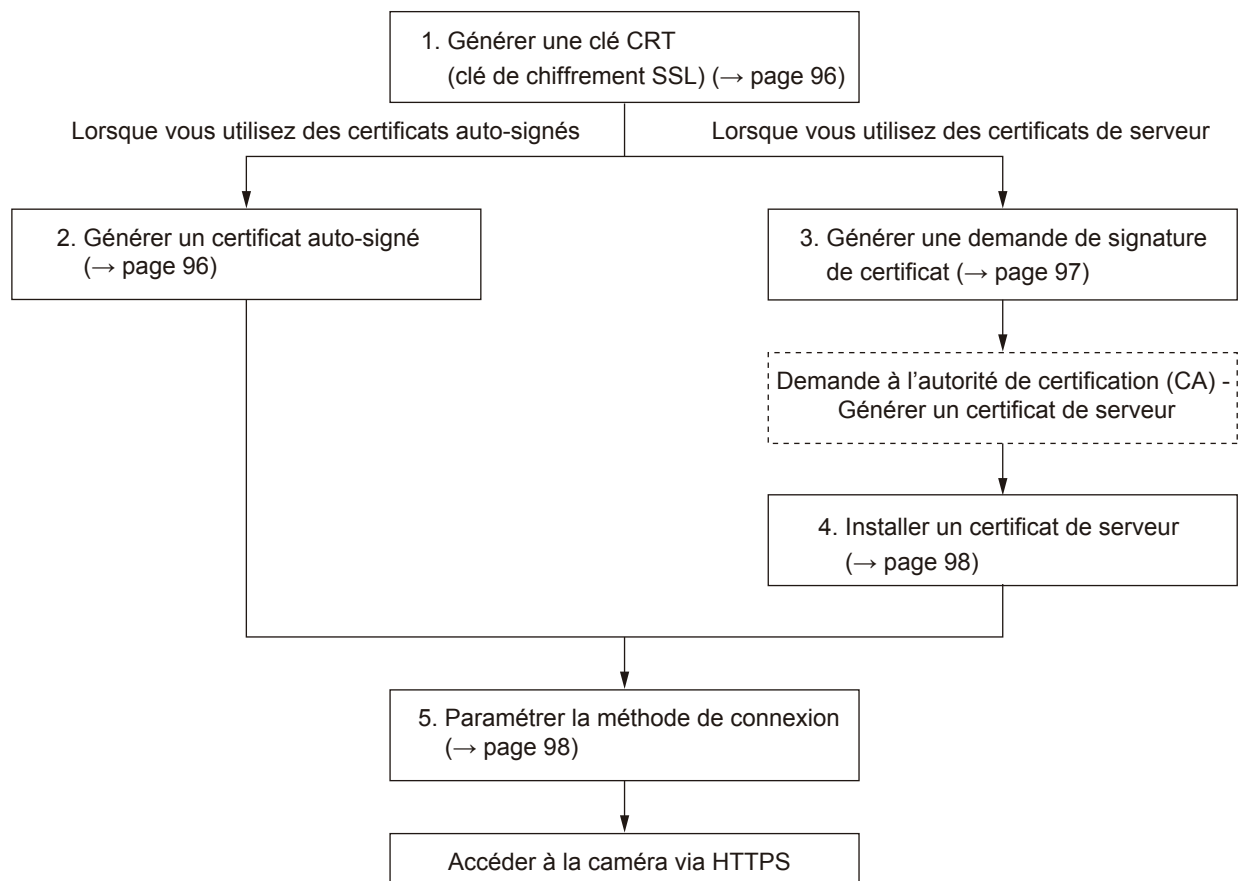 1. Générer une clé CRT
(clé de chiffrement SSL) (→ page 96)
Lorsque vous utilisez des certificats auto-signés
Lorsque vous utilisez des certificats de serveur
2. Générer un certificat auto-signé
(→ page 96)
3. Générer une demande de signature
de certificat (→ page 97)
Demande à l’autorité de certification (CA) -
Générer un certificat de serveur
4. Installer un certificat de serveur
(→ page 98)
5. Paramétrer la méthode de connexion
(→ page 98)
Accéder à la caméra via HTTPS